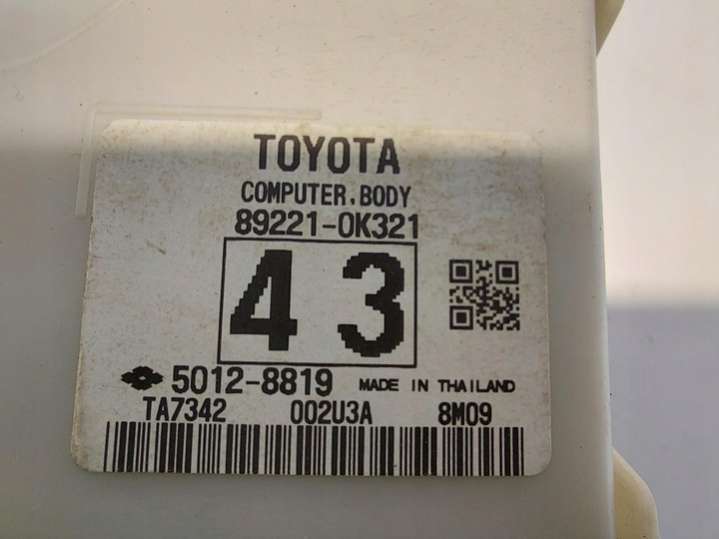 TOYOTA
COMPUTER.BODY
89221-0K321
43
5012-8819 MADE IN THAILAND
TA7342 002U3A 8M09